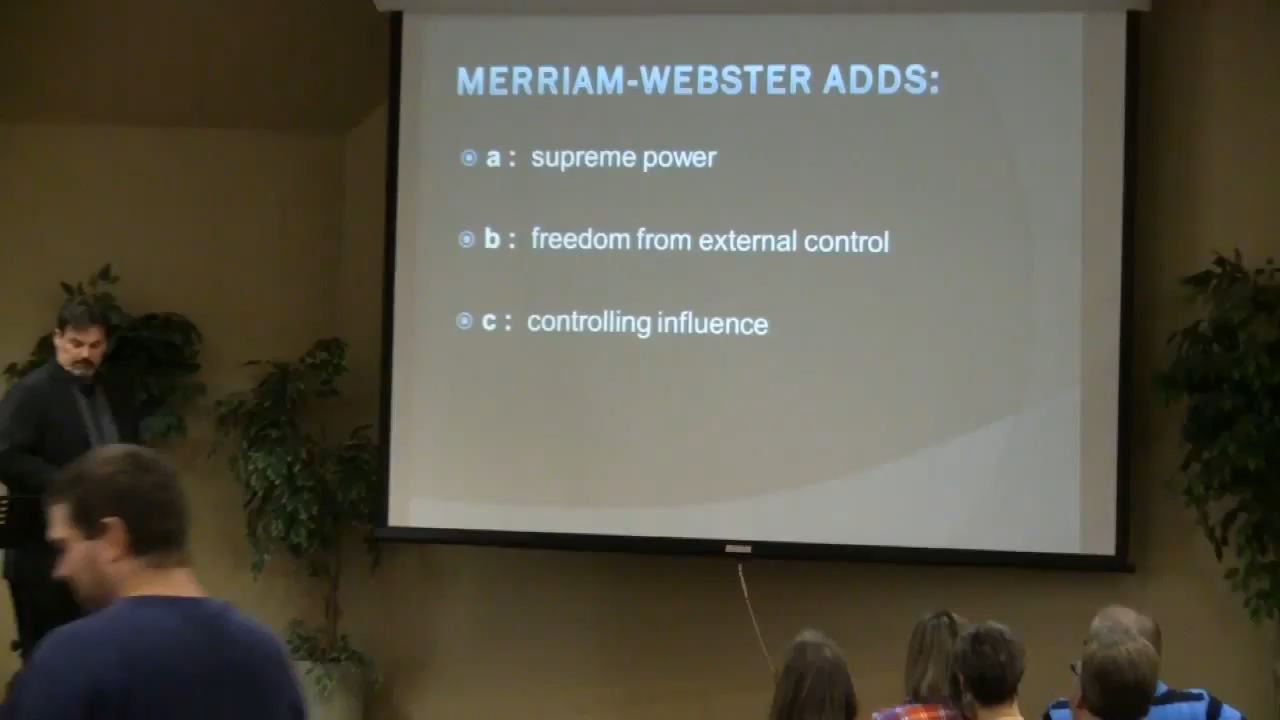 MERRIAM-WEBSTER ADDS:
a : supreme power
b : freedom from external control
c : controlling influence